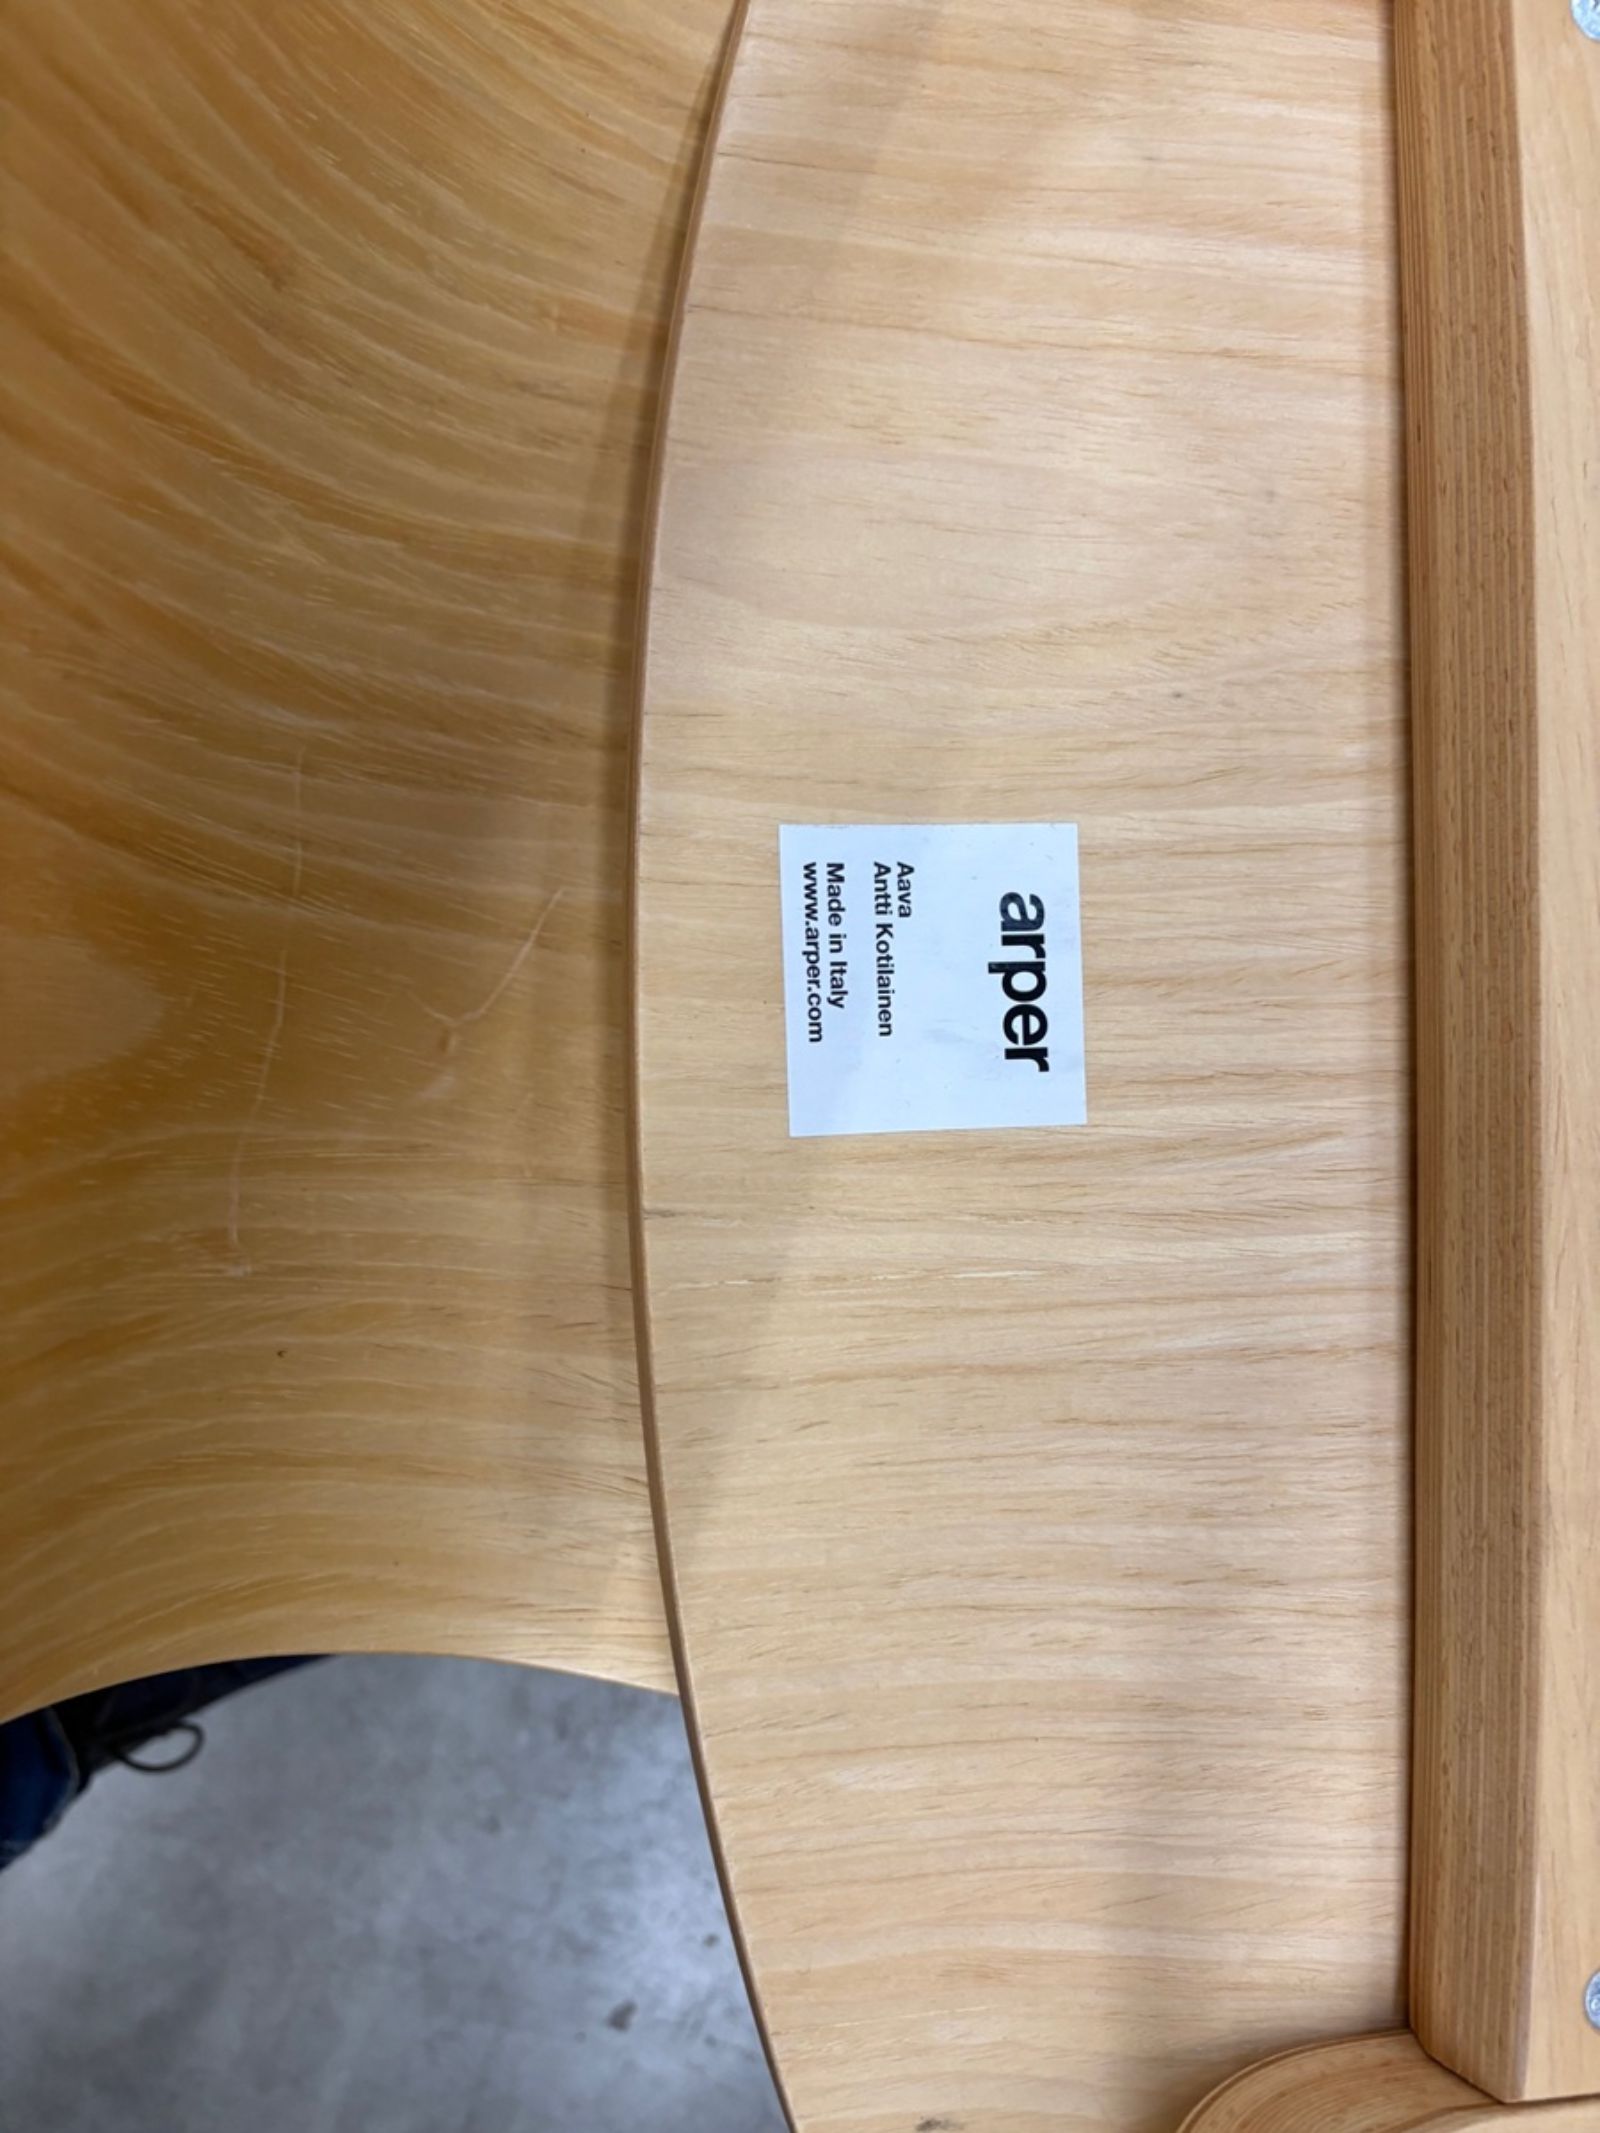 arper
Aava
Antti Kotilainen
Made in Italy
www.arper.com